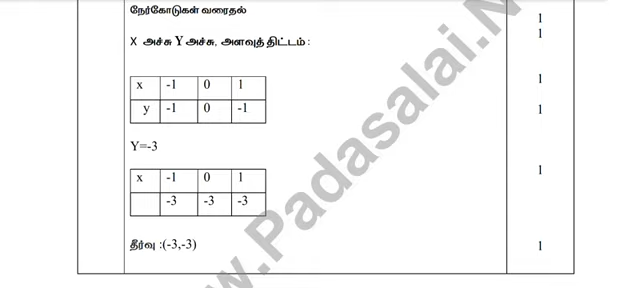 நேர்கோடுகள் வரைதல் 1
X அச்சு Y அச்சு, அளவுத் திட்டம் : 1
x -1 0 1 1
y -1 0 -1 1
Y=-3
x -1 0 1 1
-3 -3 -3
தீர்வு :(-3,-3) 1
www.Padasalai.N